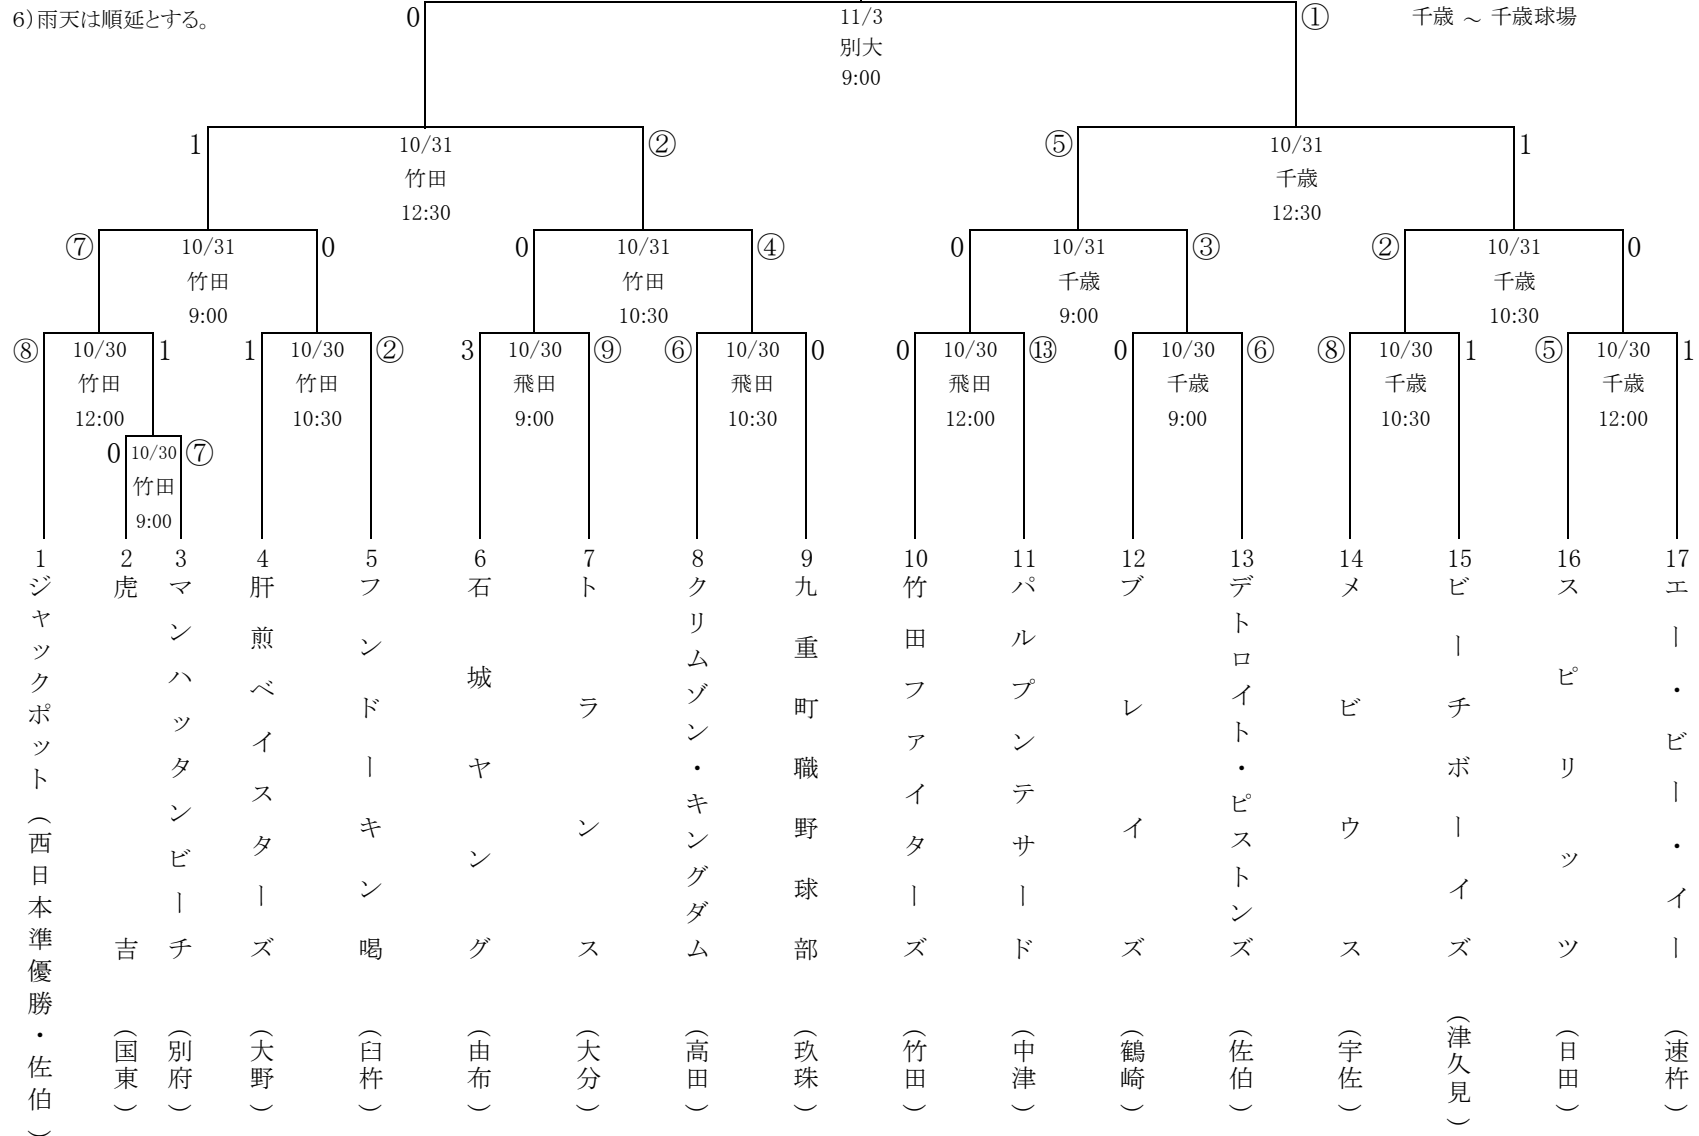 6)雨天は順延とする。
0 11/3 ① 千歳 ～ 千歳球場
別大
9:00
1 10/31 ② ⑤ 10/31 1
竹田 千歳
12:30 12:30
⑦ 10/31 0 0 10/31 ④ 0 10/31 ③ ② 10/31 0
竹田 竹田 千歳 千歳
9:00 10:30 9:00 10:30
⑧ 10/30 1 1 10/30 ② 3 10/30 ⑨ ⑥ 10/30 0 0 10/30 ⑬ 0 10/30 ⑥ ⑧ 10/30 1 ⑤ 10/30 1
竹田 竹田 飛田 飛田 飛田 千歳 千歳 千歳
12:00 10:30 9:00 10:30 12:00 9:00 10:30 12:00
0 10/30 ⑦
竹田
9:00
1 ジャックポット(西日本準優勝・佐伯)
2 虎吉(国東)
3 マンハッタンビーチ(別府)
4 肝煎ベイスターズ(大野)
5 フンドーキン喝(臼杵)
6 石城ヤング(由布)
7 トランス(大分)
8 クリムゾン・キングダム(高田)
9 九重町職野球部(玖珠)
10 竹田ファイターズ(竹田)
11 パルプンテサード(中津)
12 ブレイズ(鶴崎)
13 デトロイト・ピストンズ(佐伯)
14 メビウス(宇佐)
15 ビーチボーイズ(津久見)
16 スピリッツ(日田)
17 エー・ビー・イー(速杵)